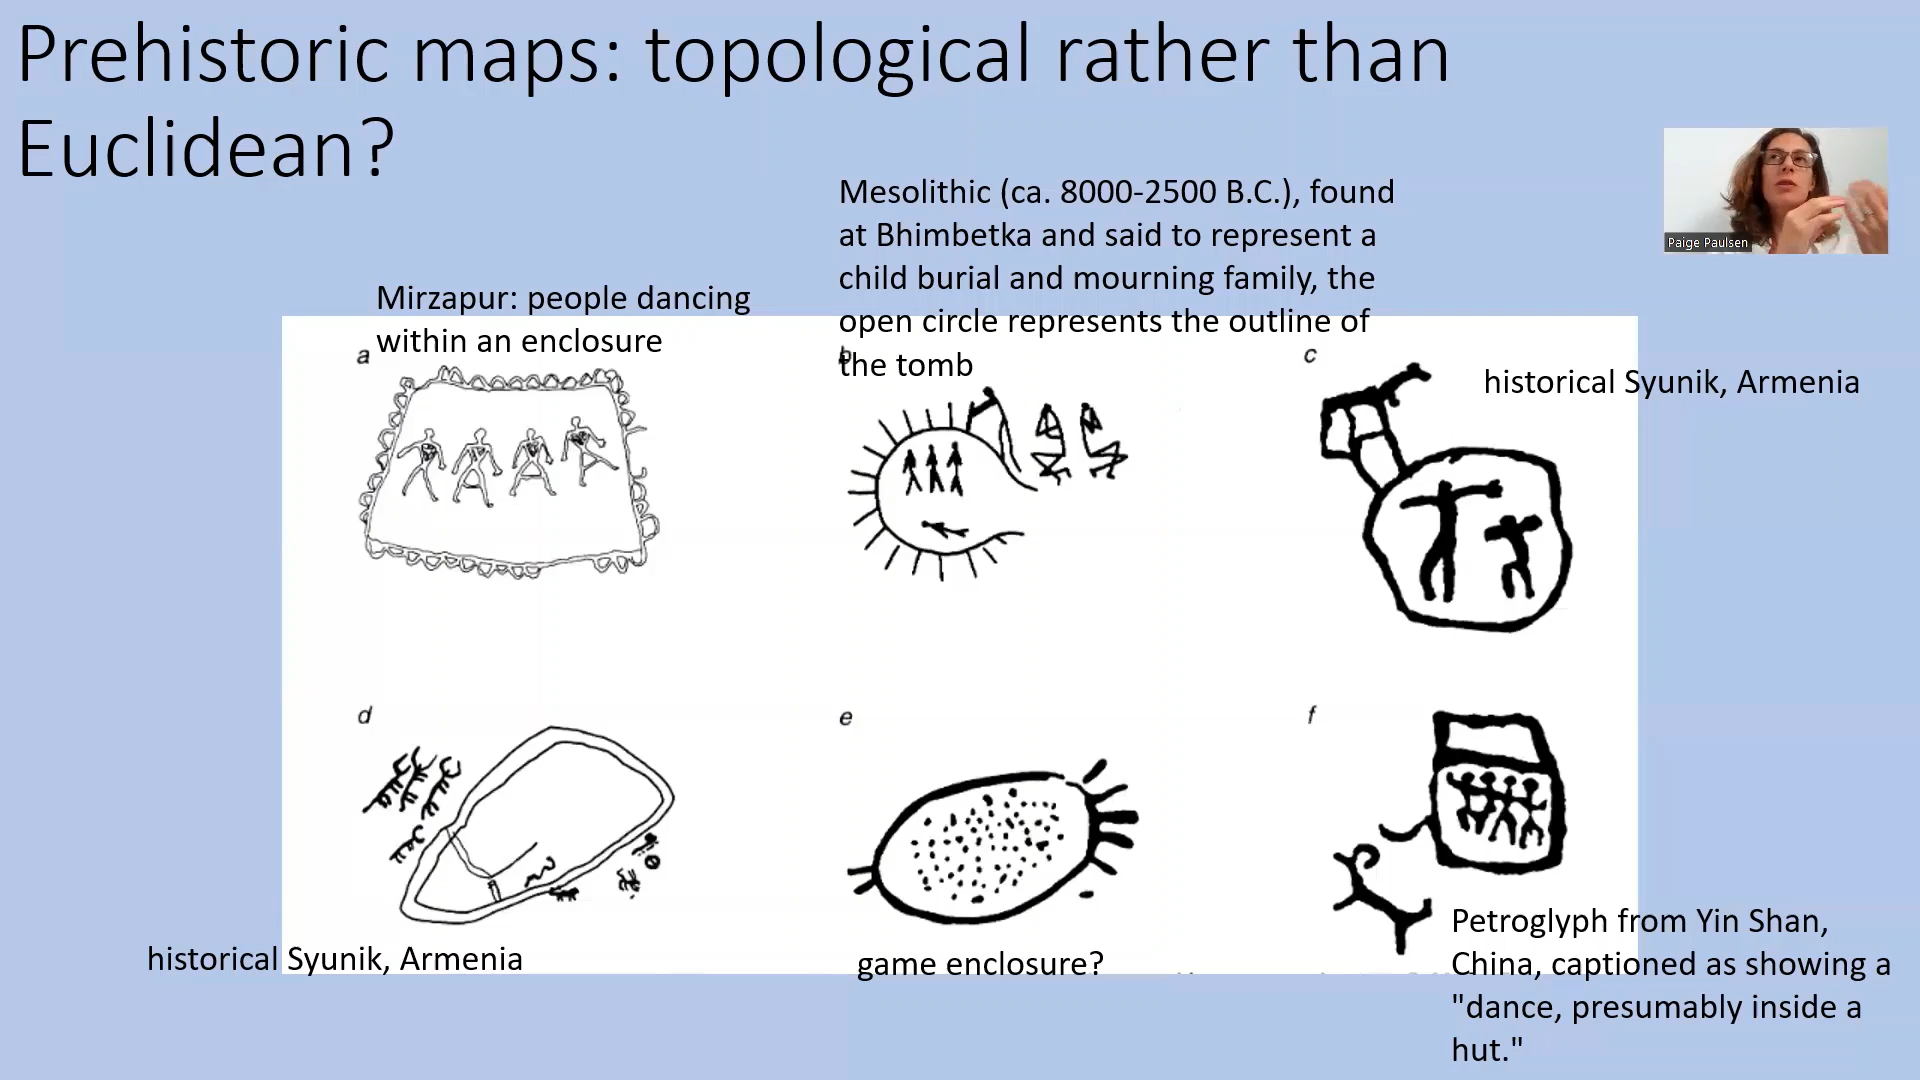 Prehistoric maps: topological rather than
Euclidean?
Paige Paulsen
Mesolithic (ca. 8000-2500 B.C.), found
at Bhimbetka and said to represent a
child burial and mourning family, the
open circle represents the outline of
the tomb
Mirzapur: people dancing
within an enclosure
a
b
c
historical Syunik, Armenia
d
e
f
historical Syunik, Armenia
game enclosure?
Petroglyph from Yin Shan,
China, captioned as showing a
"dance, presumably inside a
hut."